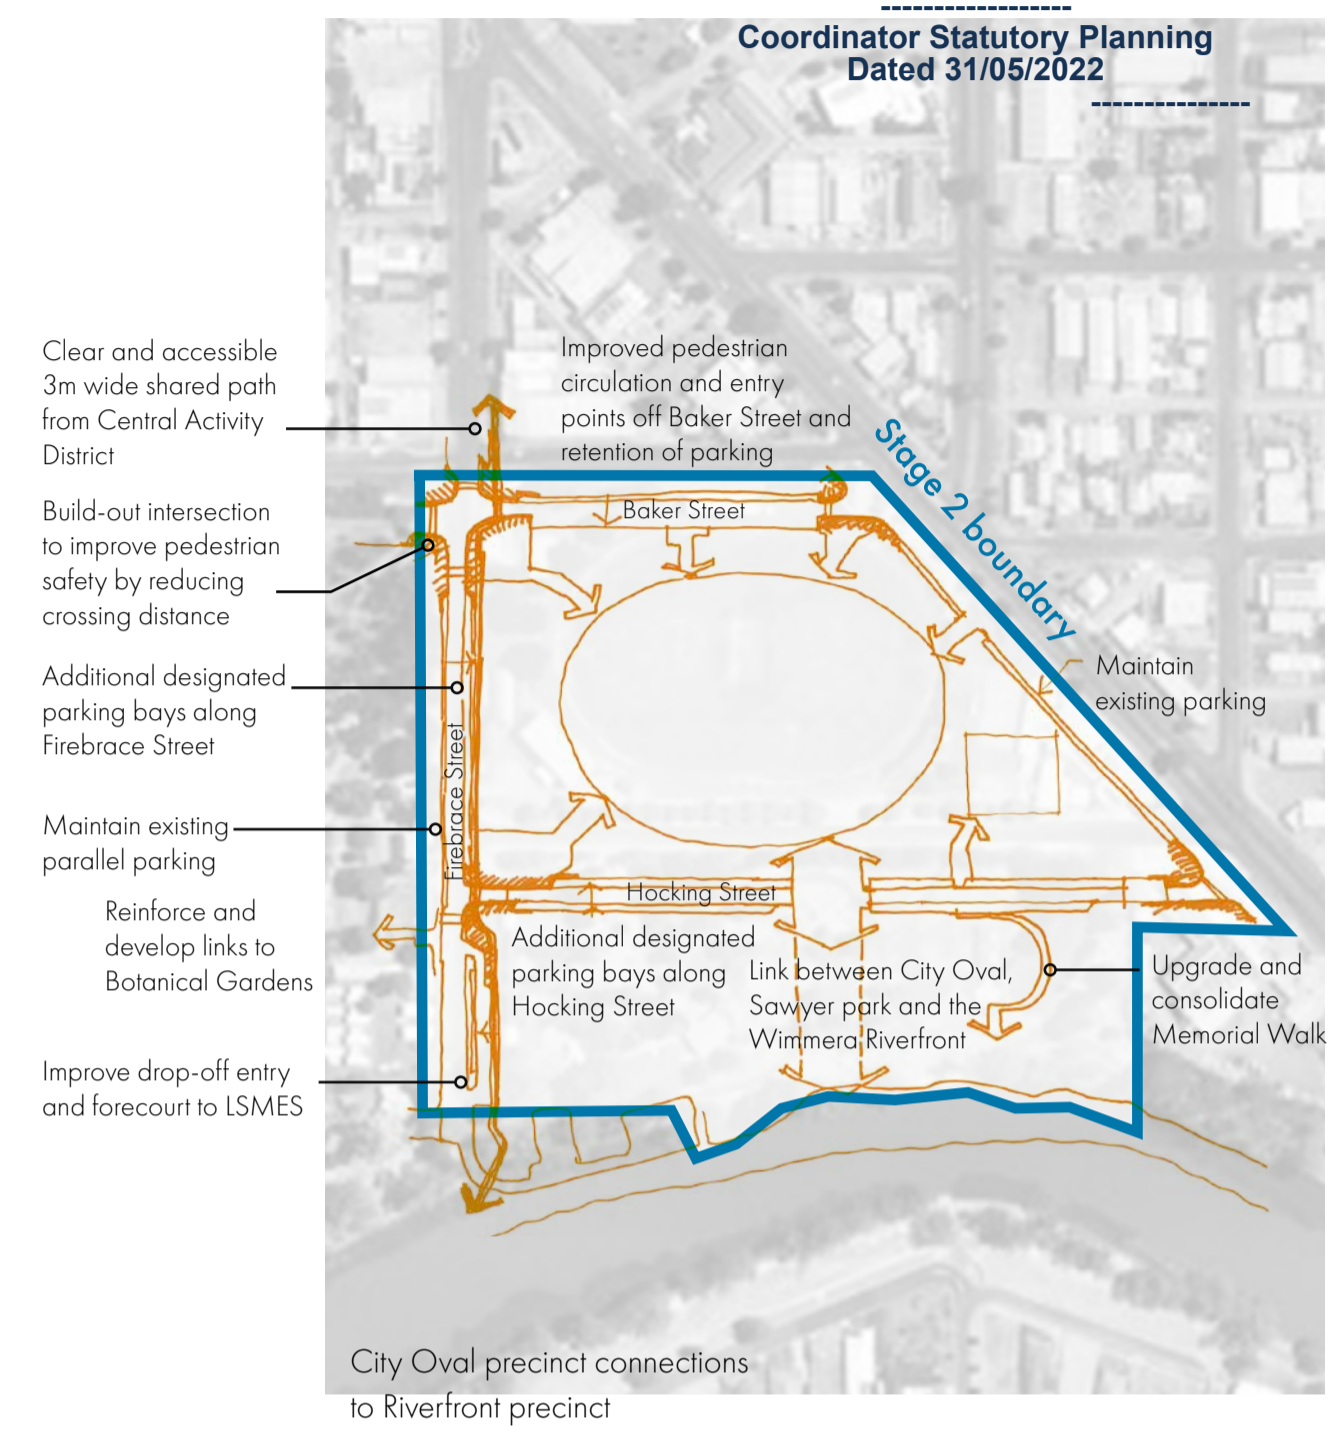 Coordinator Statutory Planning
Dated 31/05/2022
Clear and accessible
3m wide shared path
from Central Activity
District
Improved pedestrian
circulation and entry
points off Baker Street and
retention of parking
Stage 2 boundary
Build-out intersection
to improve pedestrian
safety by reducing
crossing distance
Baker Street
Additional designated
parking bays along
Firebrace Street
Maintain
existing parking
Firebrace Street
Maintain existing
parallel parking
Hocking Street
Reinforce and
develop links to
Botanical Gardens
Additional designated
parking bays along
Hocking Street
Link between City Oval,
Sawyer park and the
Wimmera Riverfront
Upgrade and
consolidate
Memorial Walk
Improve drop-off entry
and forecourt to LSMES
City Oval precinct connections
to Riverfront precinct